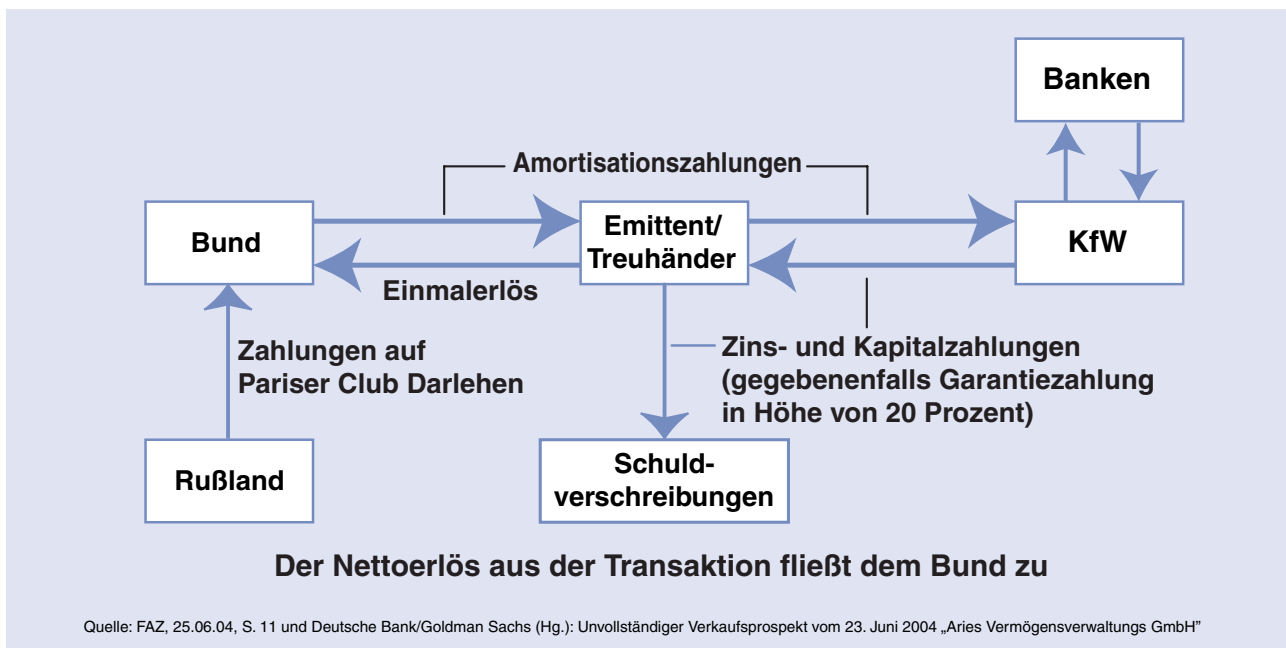 Banken
Amortisationszahlungen
Bund
Emittent/
Treuhänder
KfW
Einmalerlös
Zahlungen auf
Pariser Club Darlehen
Zins- und Kapitalzahlungen
(gegebenenfalls Garantiezahlung
in Höhe von 20 Prozent)
Rußland
Schuld-
verschreibungen
Der Nettoerlös aus der Transaktion fließt dem Bund zu
Quelle: FAZ, 25.06.04, S. 11 und Deutsche Bank/Goldman Sachs (Hg.): Unvollständiger Verkaufsprospekt vom 23. Juni 2004 „Aries Vermögensverwaltungs GmbH”